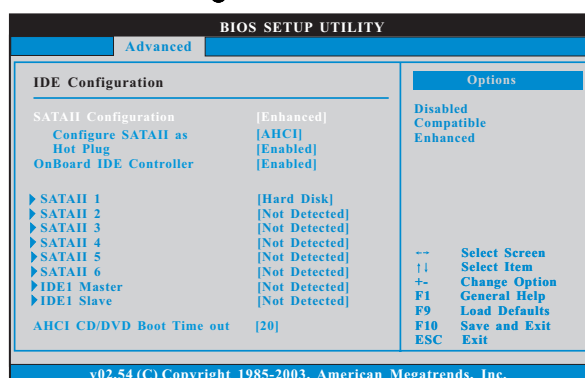 BIOS SETUP UTILITY
Advanced
IDE Configuration
SATAII Configuration [Enhanced]
Configure SATAII as [AHCI]
Hot Plug [Enabled]
OnBoard IDE Controller [Enabled]
SATAII 1 [Hard Disk]
SATAII 2 [Not Detected]
SATAII 3 [Not Detected]
SATAII 4 [Not Detected]
SATAII 5 [Not Detected]
SATAII 6 [Not Detected]
IDE1 Master [Not Detected]
IDE1 Slave [Not Detected]
AHCI CD/DVD Boot Time out [20]
Options
Disabled
Compatible
Enhanced
←→ Select Screen
↑↓ Select Item
+- Change Option
F1 General Help
F9 Load Defaults
F10 Save and Exit
ESC Exit
v02.54 (C) Copyright 1985-2003, American Megatrends, Inc.